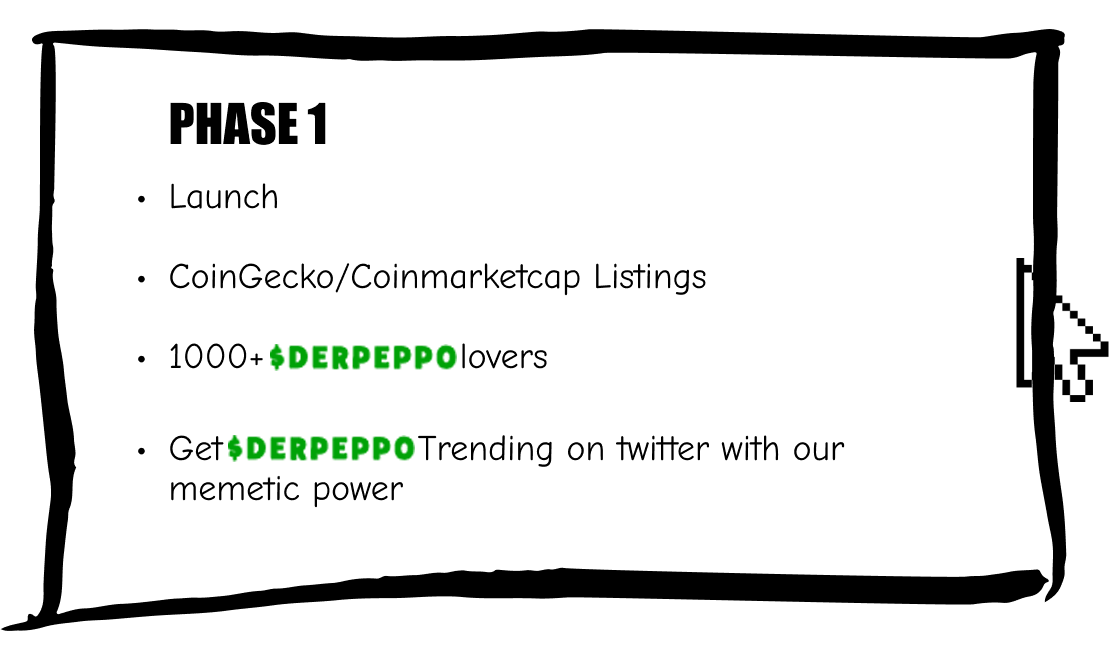 PHASE 1
• Launch
• CoinGecko/Coinmarketcap Listings
• 1000+ $DERPEPPO lovers
• Get $DERPEPPO Trending on twitter with our
memetic power